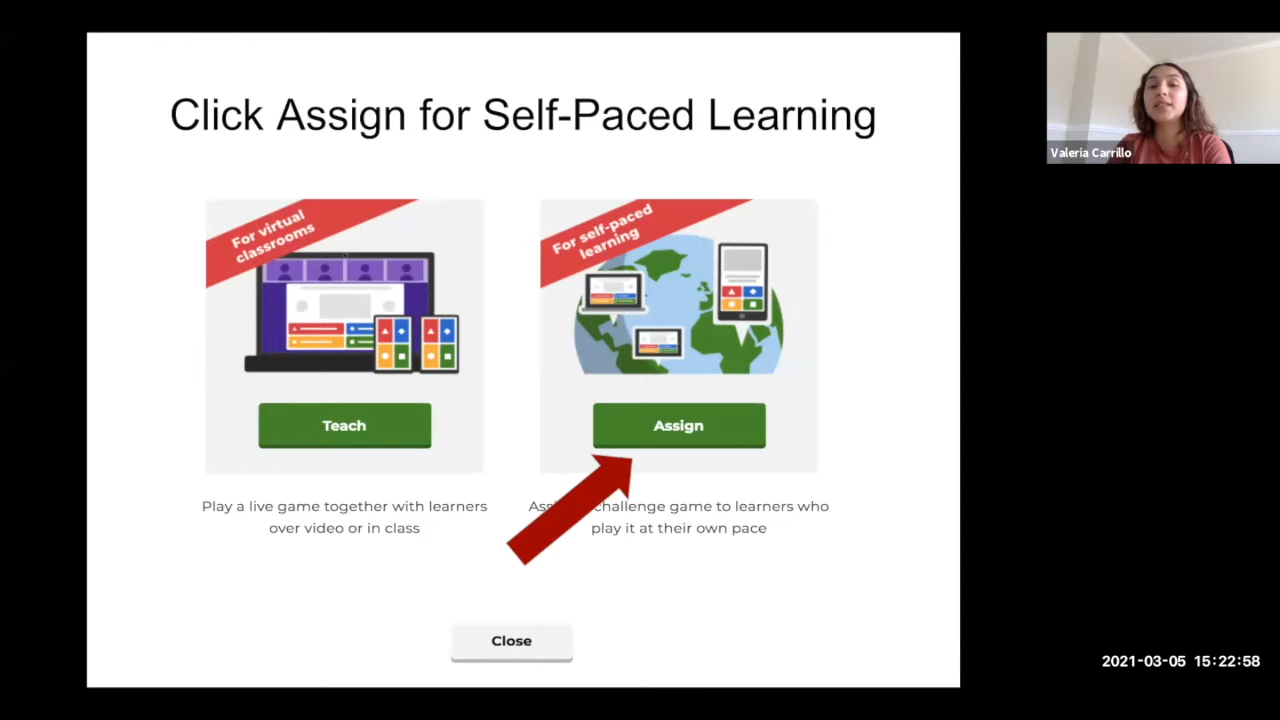 Click Assign for Self-Paced Learning
For virtual
classrooms
Teach
Play a live game together with learners
over video or in class
For self-paced
learning
Assign
challenge game to learners who
play it at their own pace
Close
Valeria Carrillo
2021-03-05 15:22:58